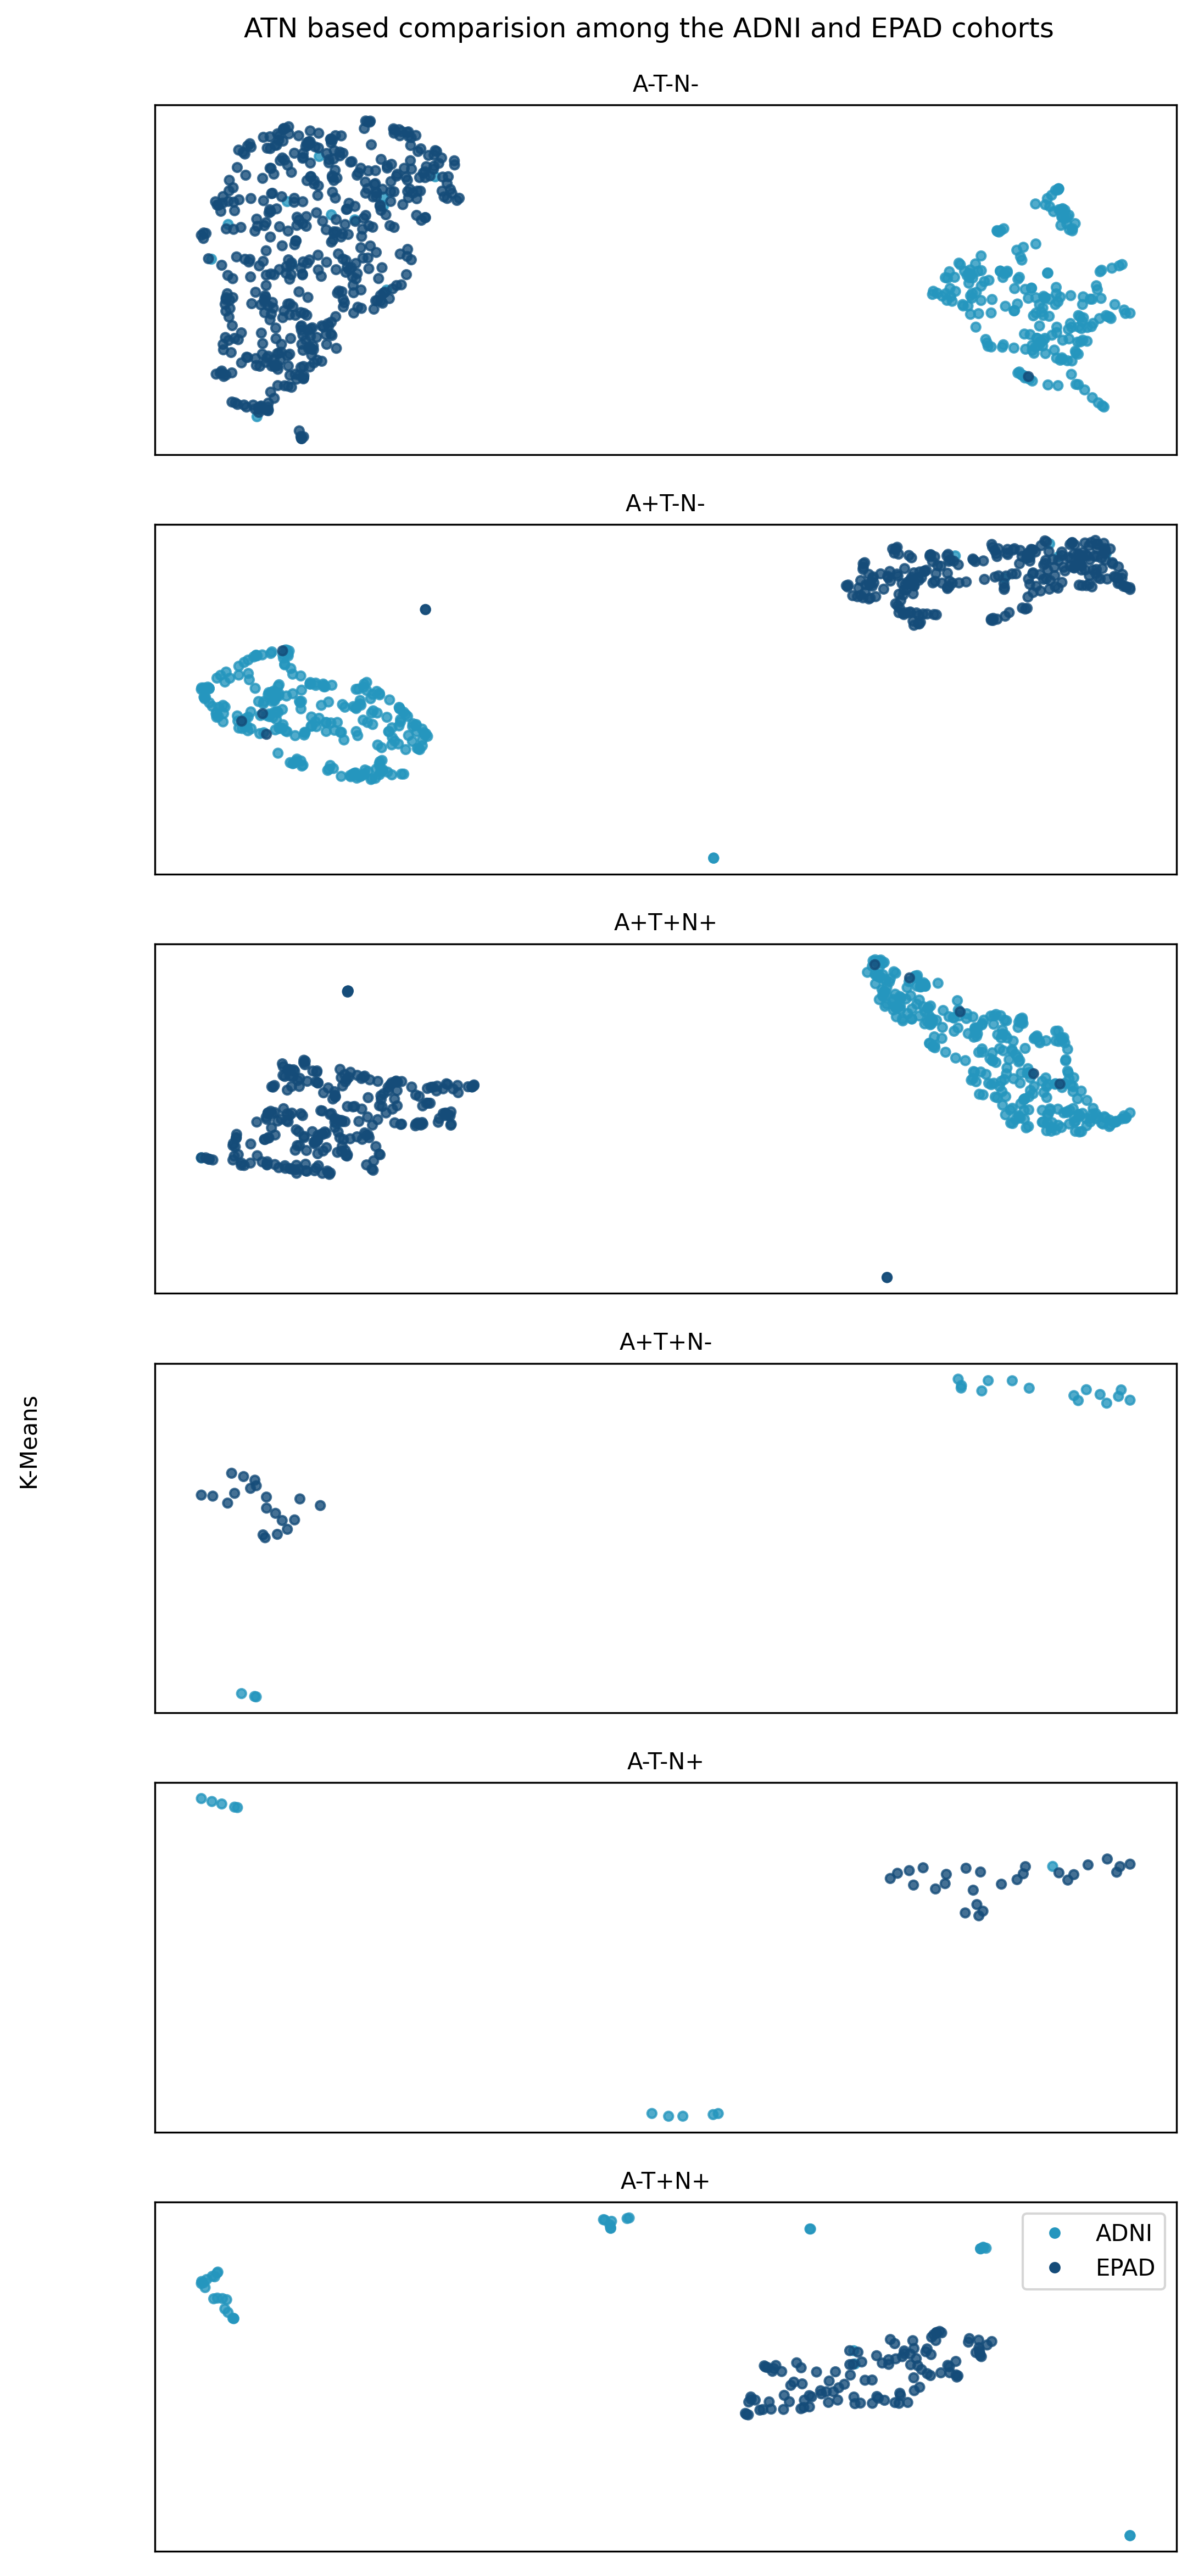 ATN based comparision among the ADNI and EPAD cohorts
A-T-N-
A+T-N-
A+T+N+
A+T+N-
K-Means
A-T-N+
A-T+N+
ADNI
EPAD